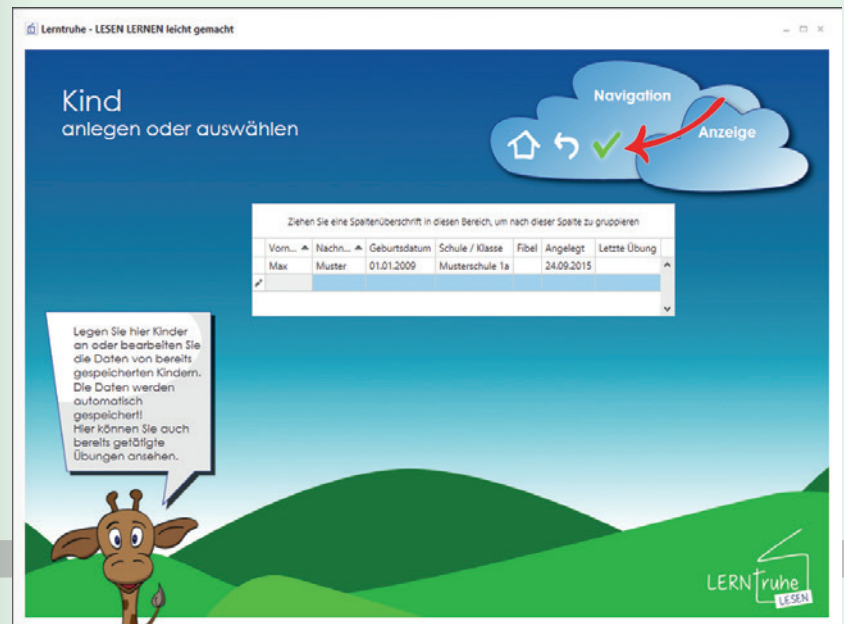 Lerntruhe - LESEN LERNEN leicht gemacht
Kind
anlegen oder auswählen
Navigation
Anzeige
Ziehen Sie eine Spaltenüberschrift in diesen Bereich, um nach dieser Spalte zu gruppieren
Vorn... Nachn... Geburtsdatum Schule / Klasse Fibel Angelegt Letzte Übung
Max Muster 01.01.2009 Musterschule 1a 24.09.2015
Legen Sie hier Kinder
an oder bearbeiten Sie
die Daten von bereits
gespeicherten Kindern.
Die Daten werden
automatisch
gespeichert!
Hier können Sie auch
bereits getätigte
Übungen ansehen.
LERNTruhe
LESEN